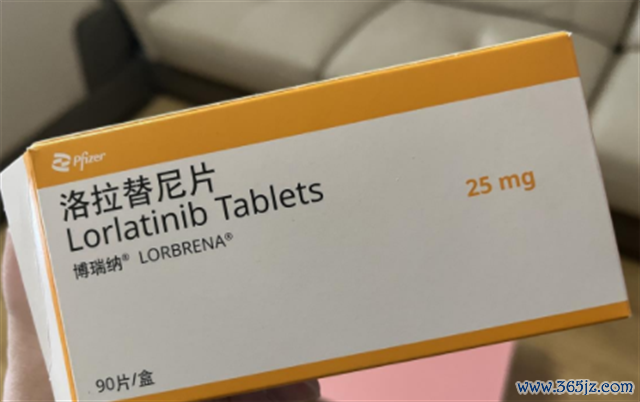 Pfizer
洛拉替尼片
Lorlatinib Tablets
25 mg
博瑞纳® LORBRENA®
90片/盒
www.365jz.com